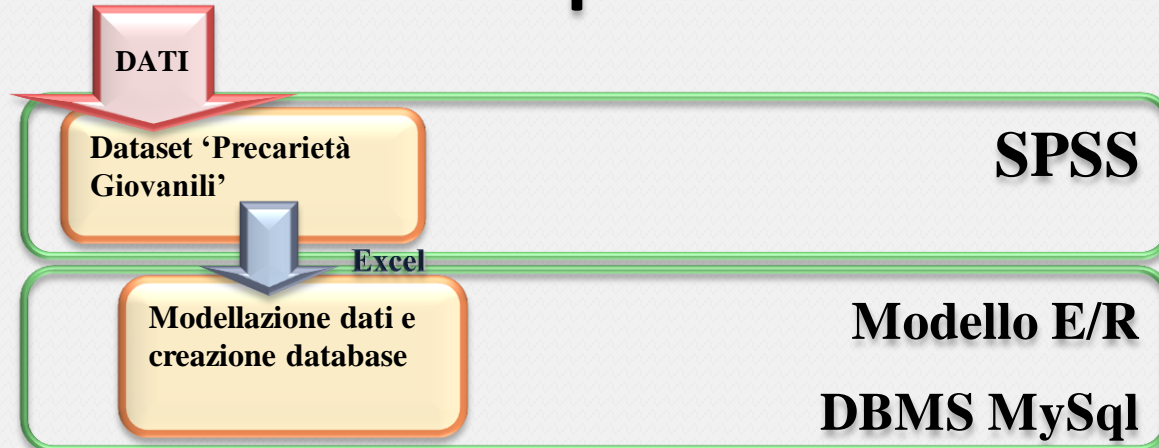 DATI
Dataset ‘Precarietà
Giovanili’
SPSS
Excel
Modellazione dati e
creazione database
Modello E/R
DBMS MySql